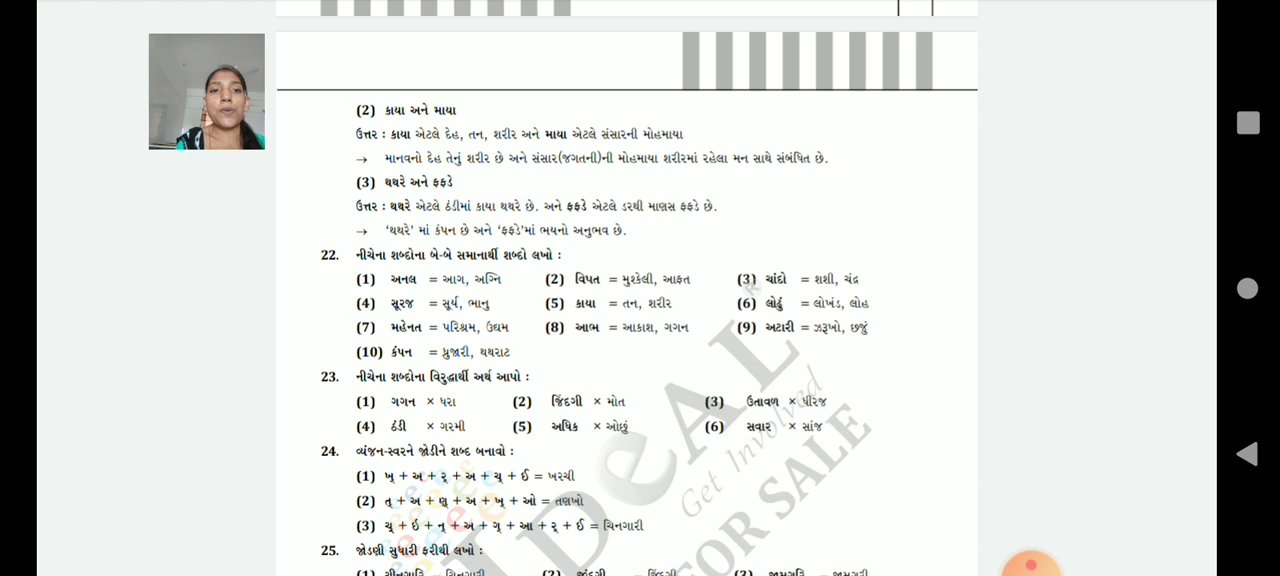 (2) કાયા અને માયા
ઉત્તર : કાયા એટલે દેહ, તન, શરીર અને માયા એટલે સંસારની મોહમાયા
→ માનવનો દેહ તેનું શરીર છે અને સંસાર(જગતની)ની મોહમાયા શરીરમાં રહેલા મન સાથે સંબંધિત છે.
(3) થથરે અને ફફડે
ઉત્તર : થથરે એટલે ઠંડીમાં કાયા થથરે છે. અને ફફડે એટલે ડરથી માણસ ફફડે છે.
→ ‘થથરે’ માં કંપન છે અને ‘ફફડે’માં ભયનો અનુભવ છે.
22. નીચેના શબ્દોના બે-બે સમાનાર્થી શબ્દો લખો :
(1) અનલ = આગ, અગ્નિ (2) વિપત = મુશ્કેલી, આફત (3) ચાંદો = શશી, ચંદ્ર
(4) સૂરજ = સૂર્ય, ભાનુ (5) કાયા = તન, શરીર (6) લોઢું = લોખંડ, લોહ
(7) મહેનત = પરિશ્રમ, ઉદ્યમ (8) આભ = આકાશ, ગગન (9) અટારી = ઝરૂખો, છજું
(10) કંપન = ધ્રુજારી, થથરાટ
23. નીચેના શબ્દોના વિરુદ્ધાર્થી અર્થ આપો :
(1) ગગન × ધરા (2) જિંદગી × મોત (3) ઉતાવળ × ધીરજ
(4) ઠંડી × ગરમી (5) અધિક × ઓછું (6) સવાર × સાંજ
24. વ્યંજન-સ્વરને જોડીને શબ્દ બનાવો :
(1) ખ્ + અ + ર્ + અ + ચ્ + ઈ = ખરચી
(2) ત્ + અ + ણ્ + અ + ખ્ + ઓ = તણખો
(3) ચ્ + ઇ + ન્ + અ + ગ્ + આ + ર્ + ઈ = ચિનગારી
25. જોડણી સુધારી ફરીથી લખો :
IDeAL
Get Involved
FOR SALE